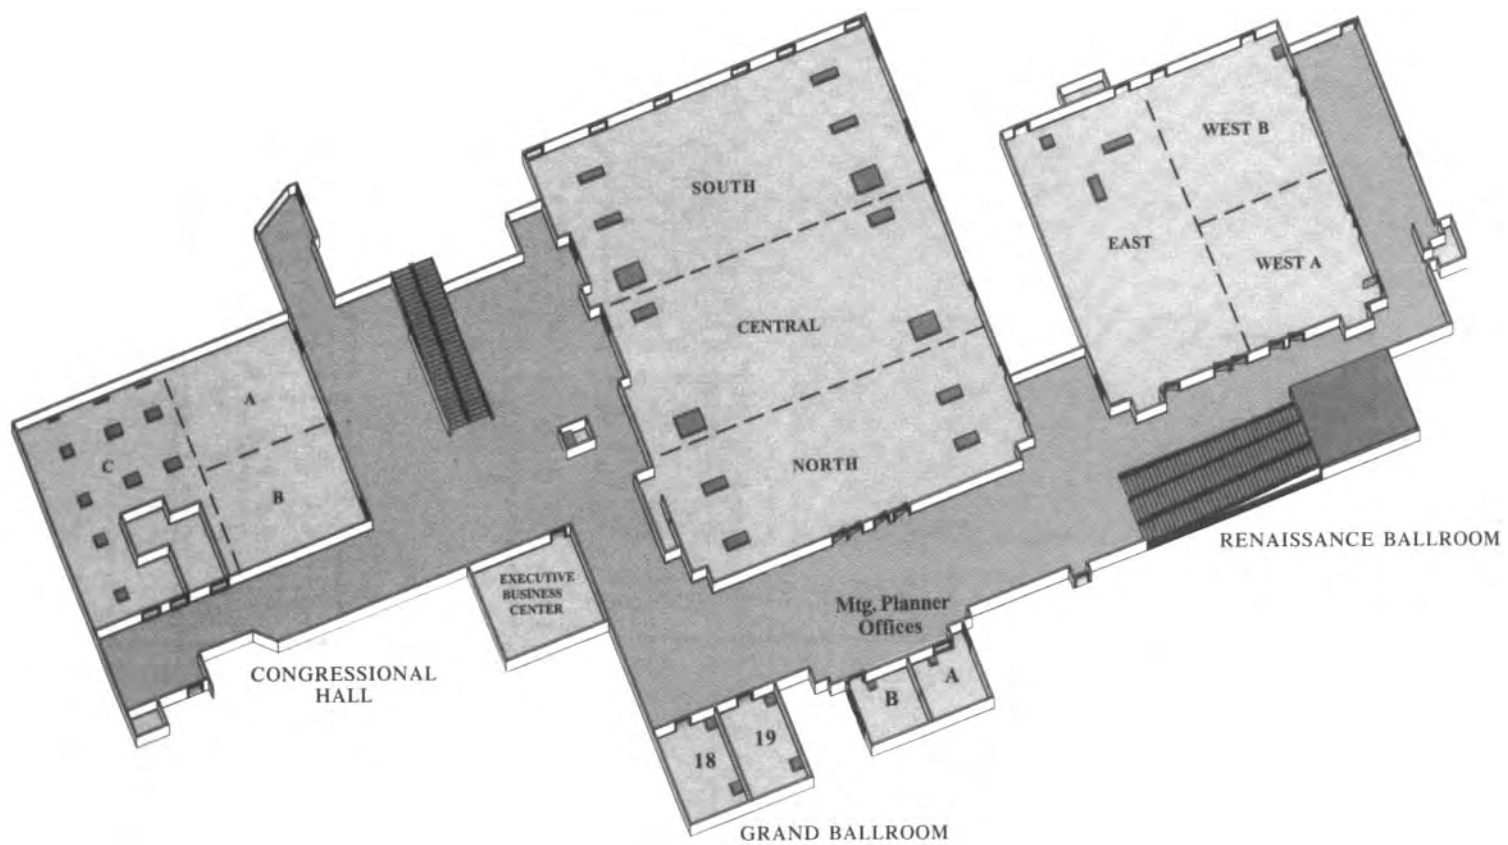 SOUTH
CENTRAL
NORTH
WEST B
EAST
WEST A
A
C
B
EXECUTIVE
BUSINESS
CENTER
RENAISSANCE BALLROOM
Mtg. Planner
Offices
B
A
CONGRESSIONAL
HALL
18
19
GRAND BALLROOM